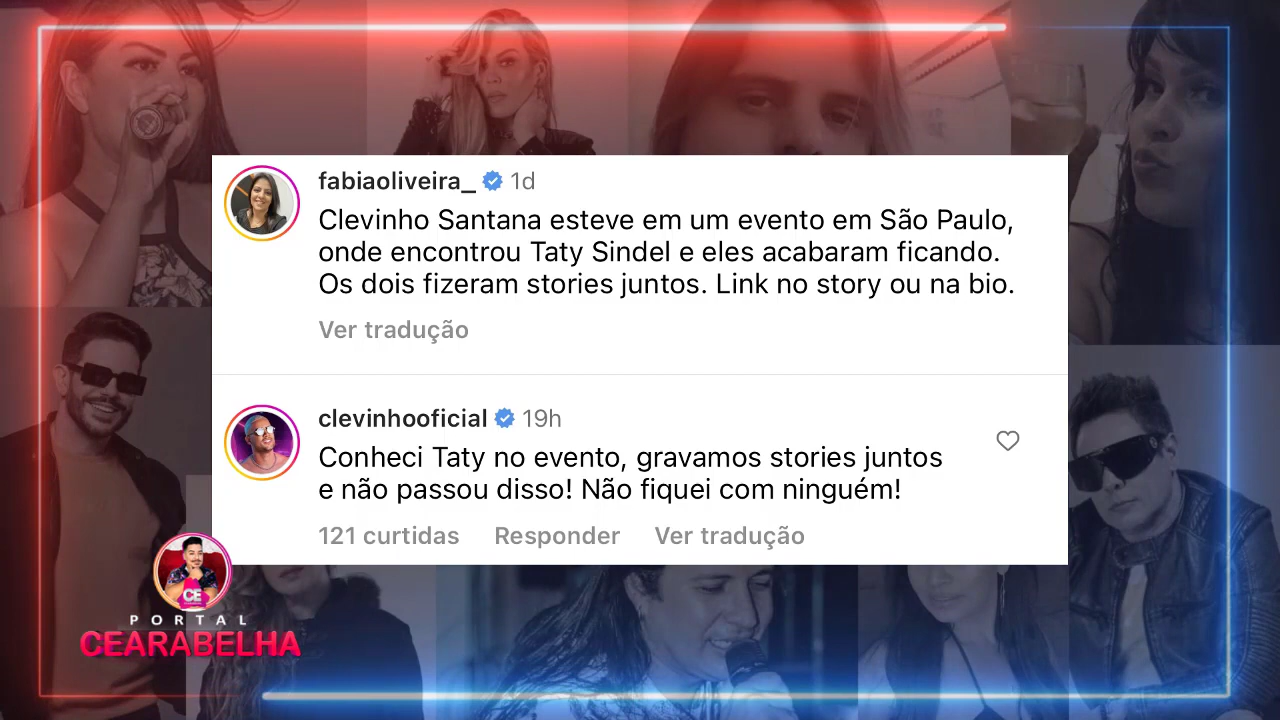 fabiaoliveira_ 1d
Clevinho Santana esteve em um evento em São Paulo,
onde encontrou Taty Sindel e eles acabaram ficando.
Os dois fizeram stories juntos. Link no story ou na bio.
Ver tradução
clevinhooficial 19h
Conheci Taty no evento, gravamos stories juntos
e não passou disso! Não fiquei com ninguém!
121 curtidas Responder Ver tradução
CE
PORTAL
CEARABELHA